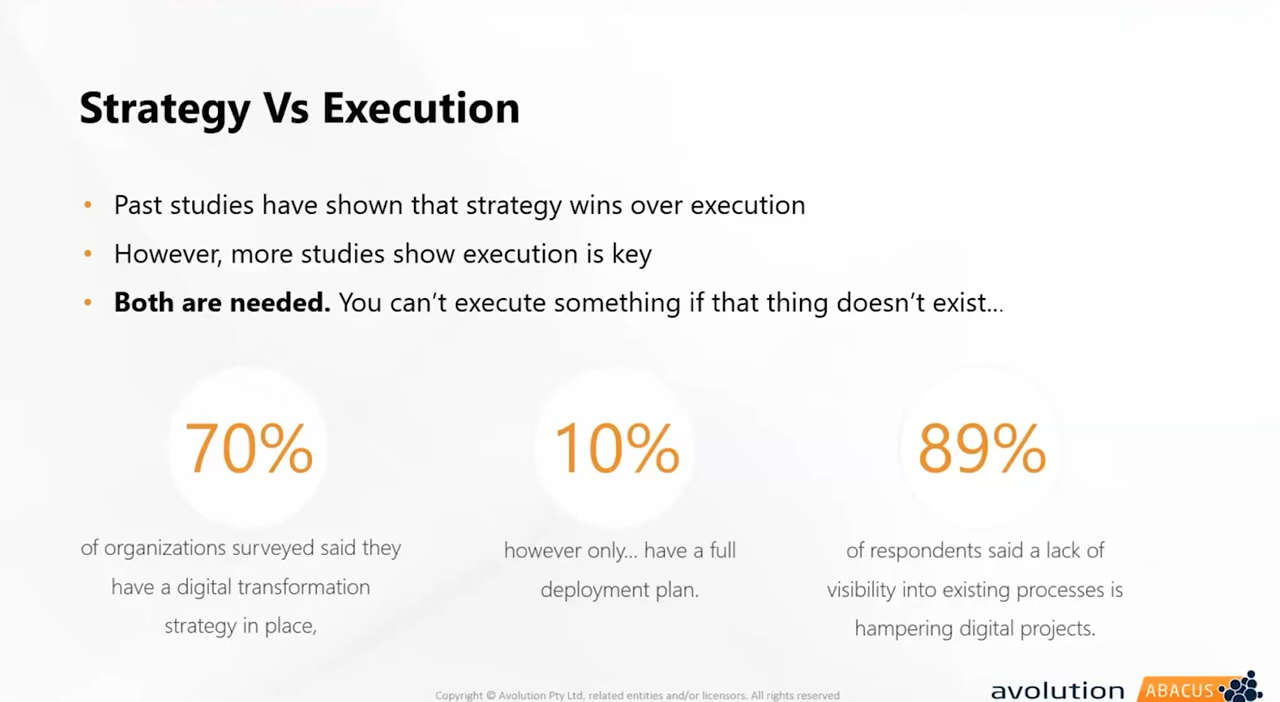 Strategy Vs Execution
• Past studies have shown that strategy wins over execution
• However, more studies show execution is key
• Both are needed. You can’t execute something if that thing doesn’t exist...
70%
of organizations surveyed said they
have a digital transformation
strategy in place,
10%
however only... have a full
deployment plan.
89%
of respondents said a lack of
visibility into existing processes is
hampering digital projects.
Copyright © Avolution Pty Ltd, related entities and/or licensors. All rights reserved
avolution
ABACUS